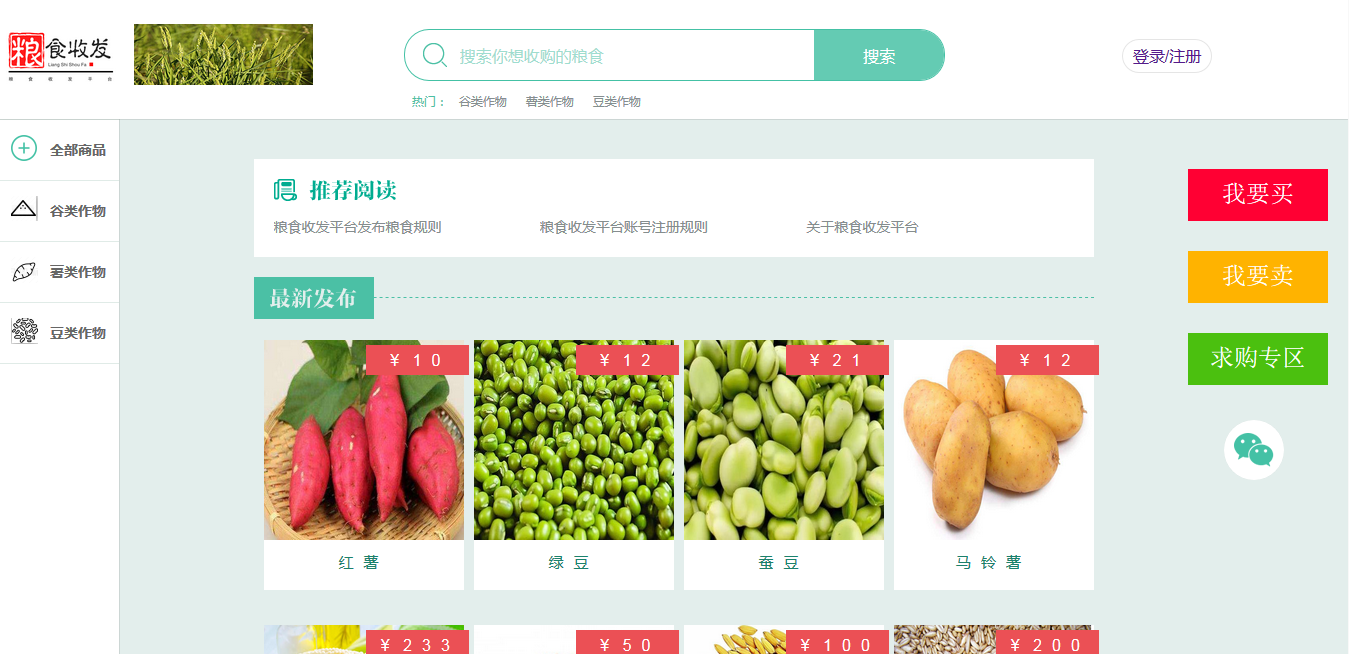 粮食收发
Liang Shi Shou Fa
粮 食 收 发 平 台
搜索你想收购的粮食
搜索
登录/注册
热门： 谷类作物 薯类作物 豆类作物
全部商品
谷类作物
薯类作物
豆类作物
推荐阅读
粮食收发平台发布粮食规则 粮食收发平台账号注册规则 关于粮食收发平台
我要买
我要卖
求购专区
最新发布
￥10 ￥12 ￥21 ￥12
红薯 绿豆 蚕豆 马铃薯
￥233 ￥50 ￥100 ￥200